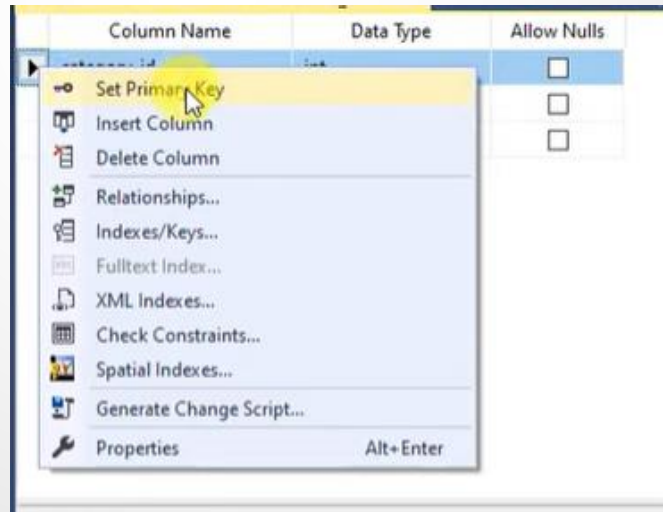 Column Name Data Type Allow Nulls
Set Primary Key
Insert Column
Delete Column
Relationships...
Indexes/Keys...
Fulltext Index...
XML Indexes...
Check Constraints...
Spatial Indexes...
Generate Change Script...
Properties Alt+Enter